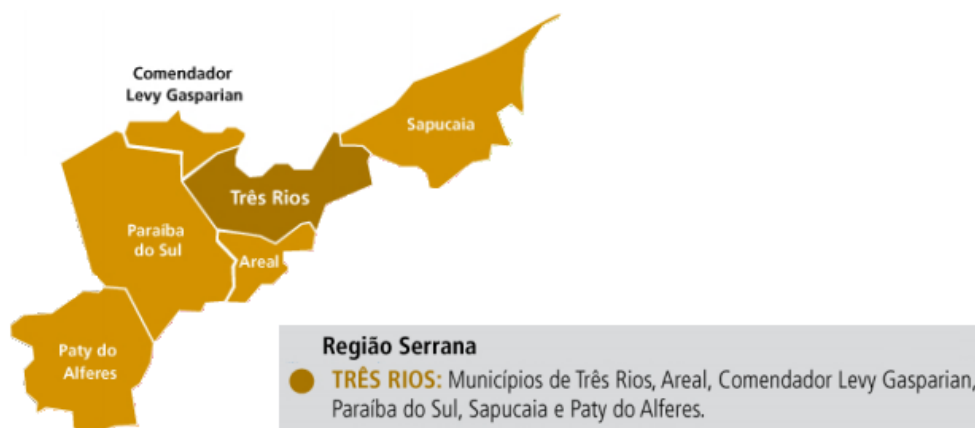 Comendador
Levy Gasparian
Sapucaia
Três Rios
Paraíba
do Sul
Areal
Paty do
Alferes
Região Serrana
TRÊS RIOS: Municípios de Três Rios, Areal, Comendador Levy Gasparian,
Paraíba do Sul, Sapucaia e Paty do Alferes.